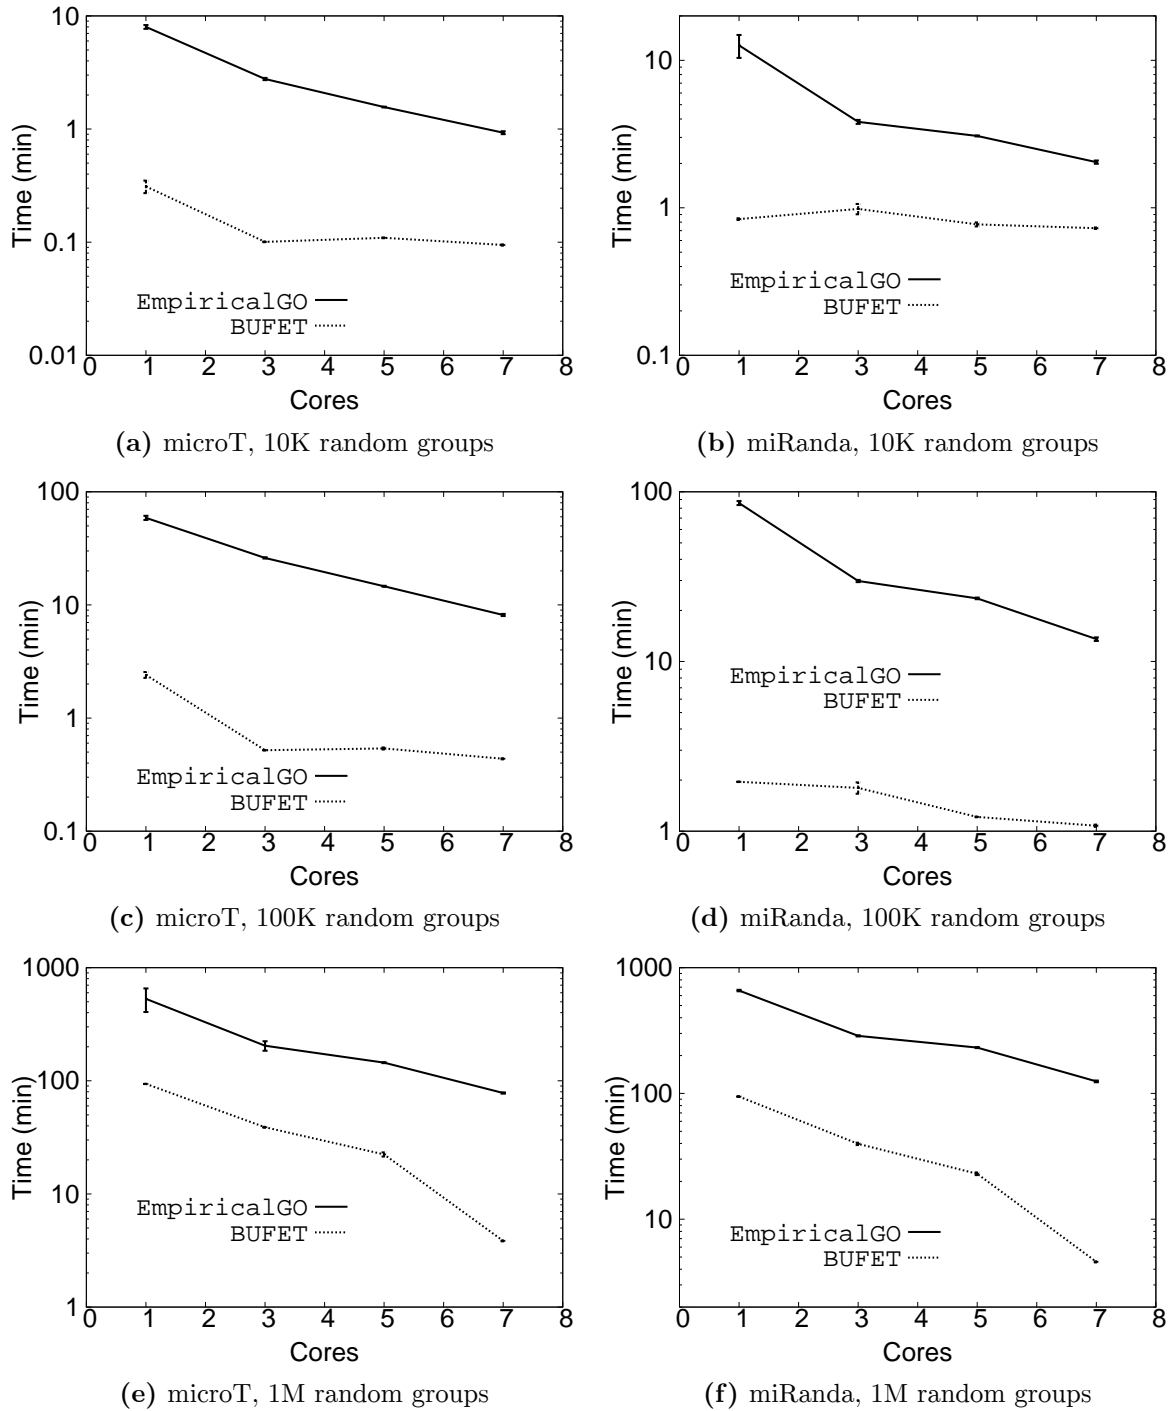 10
1
0.1
0.01
Time (min)
EmpiricalGO
BUFET
0 1 2 3 4 5 6 7 8
Cores
(a) microT, 10K random groups
10
1
0.1
Time (min)
EmpiricalGO
BUFET
0 1 2 3 4 5 6 7 8
Cores
(b) miRanda, 10K random groups
100
10
1
0.1
Time (min)
EmpiricalGO
BUFET
0 1 2 3 4 5 6 7 8
Cores
(c) microT, 100K random groups
100
10
1
Time (min)
EmpiricalGO
BUFET
0 1 2 3 4 5 6 7 8
Cores
(d) miRanda, 100K random groups
1000
100
10
1
Time (min)
EmpiricalGO
BUFET
0 1 2 3 4 5 6 7 8
Cores
(e) microT, 1M random groups
1000
100
10
Time (min)
EmpiricalGO
BUFET
0 1 2 3 4 5 6 7 8
Cores
(f) miRanda, 1M random groups